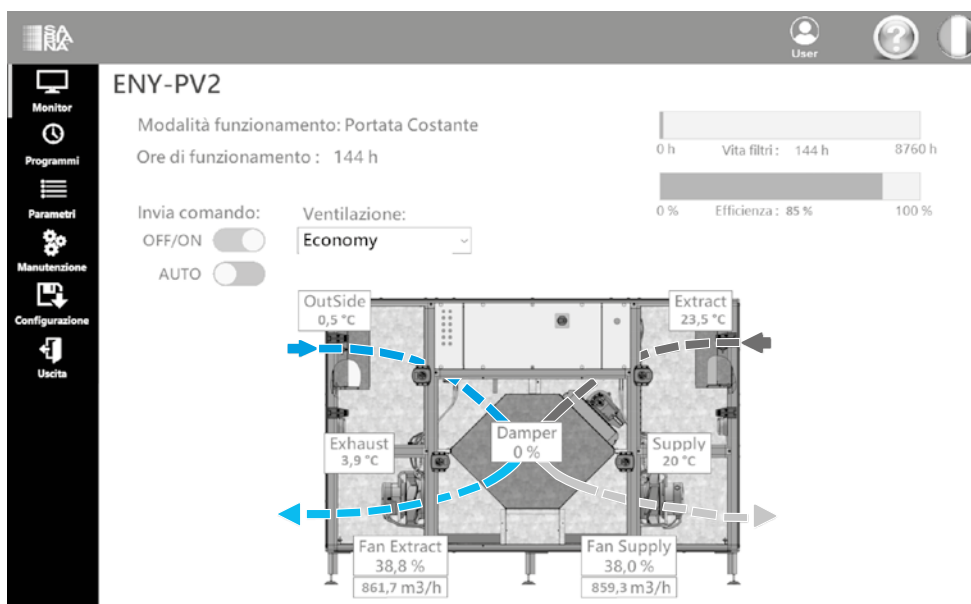 SA
NA
User
?
ENY-PV2
Monitor
Programmi
Parametri
Manutenzione
Configurazione
Uscita
Modalità funzionamento: Portata Costante
Ore di funzionamento : 144 h
0 h Vita filtri : 144 h 8760 h
0 % Efficienza : 85 % 100 %
Invia comando:
Ventilazione:
OFF/ON
Economy
AUTO
OutSide
0,5 °C
Extract
23,5 °C
Damper
0 %
Exhaust
3,9 °C
Supply
20 °C
Fan Extract
38,8 %
861,7 m3/h
Fan Supply
38,0 %
859,3 m3/h